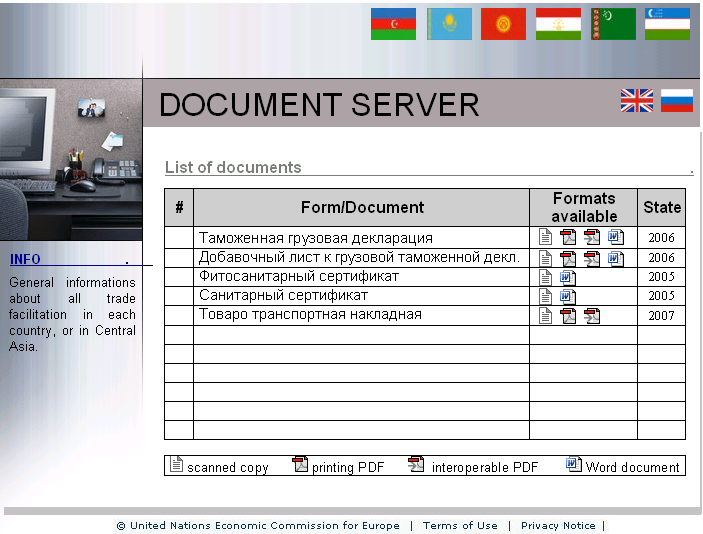 DOCUMENT SERVER
List of documents .
INFO .
General informations
about all trade
facilitation in each
country, or in Central
Asia.
# Form/Document Formats available State
Таможенная грузовая декларация 2006
Добавочный лист к грузовой таможенной декл. 2006
Фитосанитарный сертификат 2005
Санитарный сертификат 2005
Товаро транспортная накладная 2007
scanned copy printing PDF interoperable PDF Word document
© United Nations Economic Commission for Europe | Terms of Use | Privacy Notice |